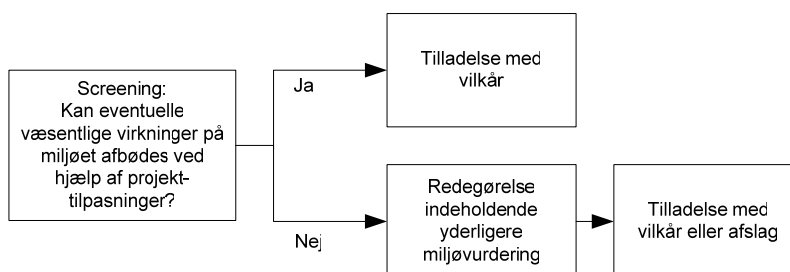 Screening:
Kan eventuelle
væsentlige virkninger på
miljøet afbødes ved
hjælp af projekt-
tilpasninger?
Ja
Tilladelse med
vilkår
Nej
Redegørelse
indeholdende
yderligere
miljøvurdering
Tilladelse med
vilkår eller afslag